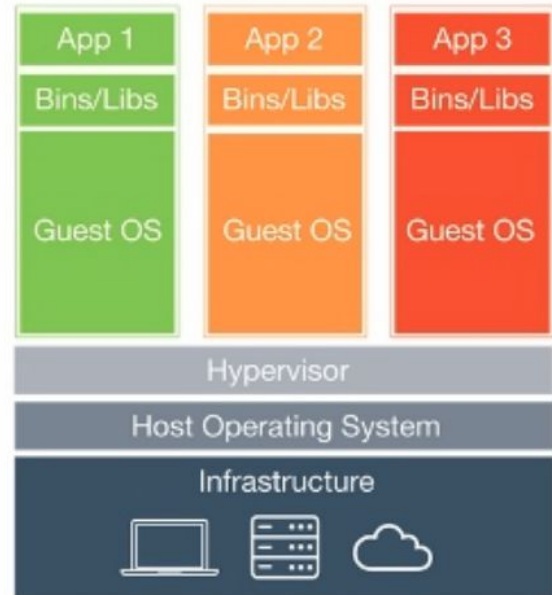 App 1
App 2
App 3
Bins/Libs
Bins/Libs
Bins/Libs
Guest OS
Guest OS
Guest OS
Hypervisor
Host Operating System
Infrastructure